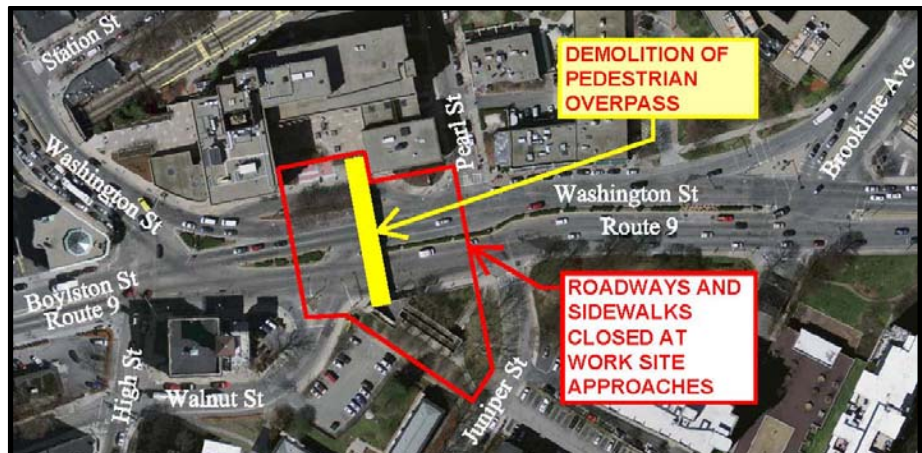 Station St
DEMOLITION OF
PEDESTRIAN
OVERPASS
Brookline Ave
Pearl St
Washington St
Washington St
Route 9
Boylston St
Route 9
ROADWAYS AND
SIDEWALKS
CLOSED AT
WORK SITE
APPROACHES
High St
Walnut St
Juniper St